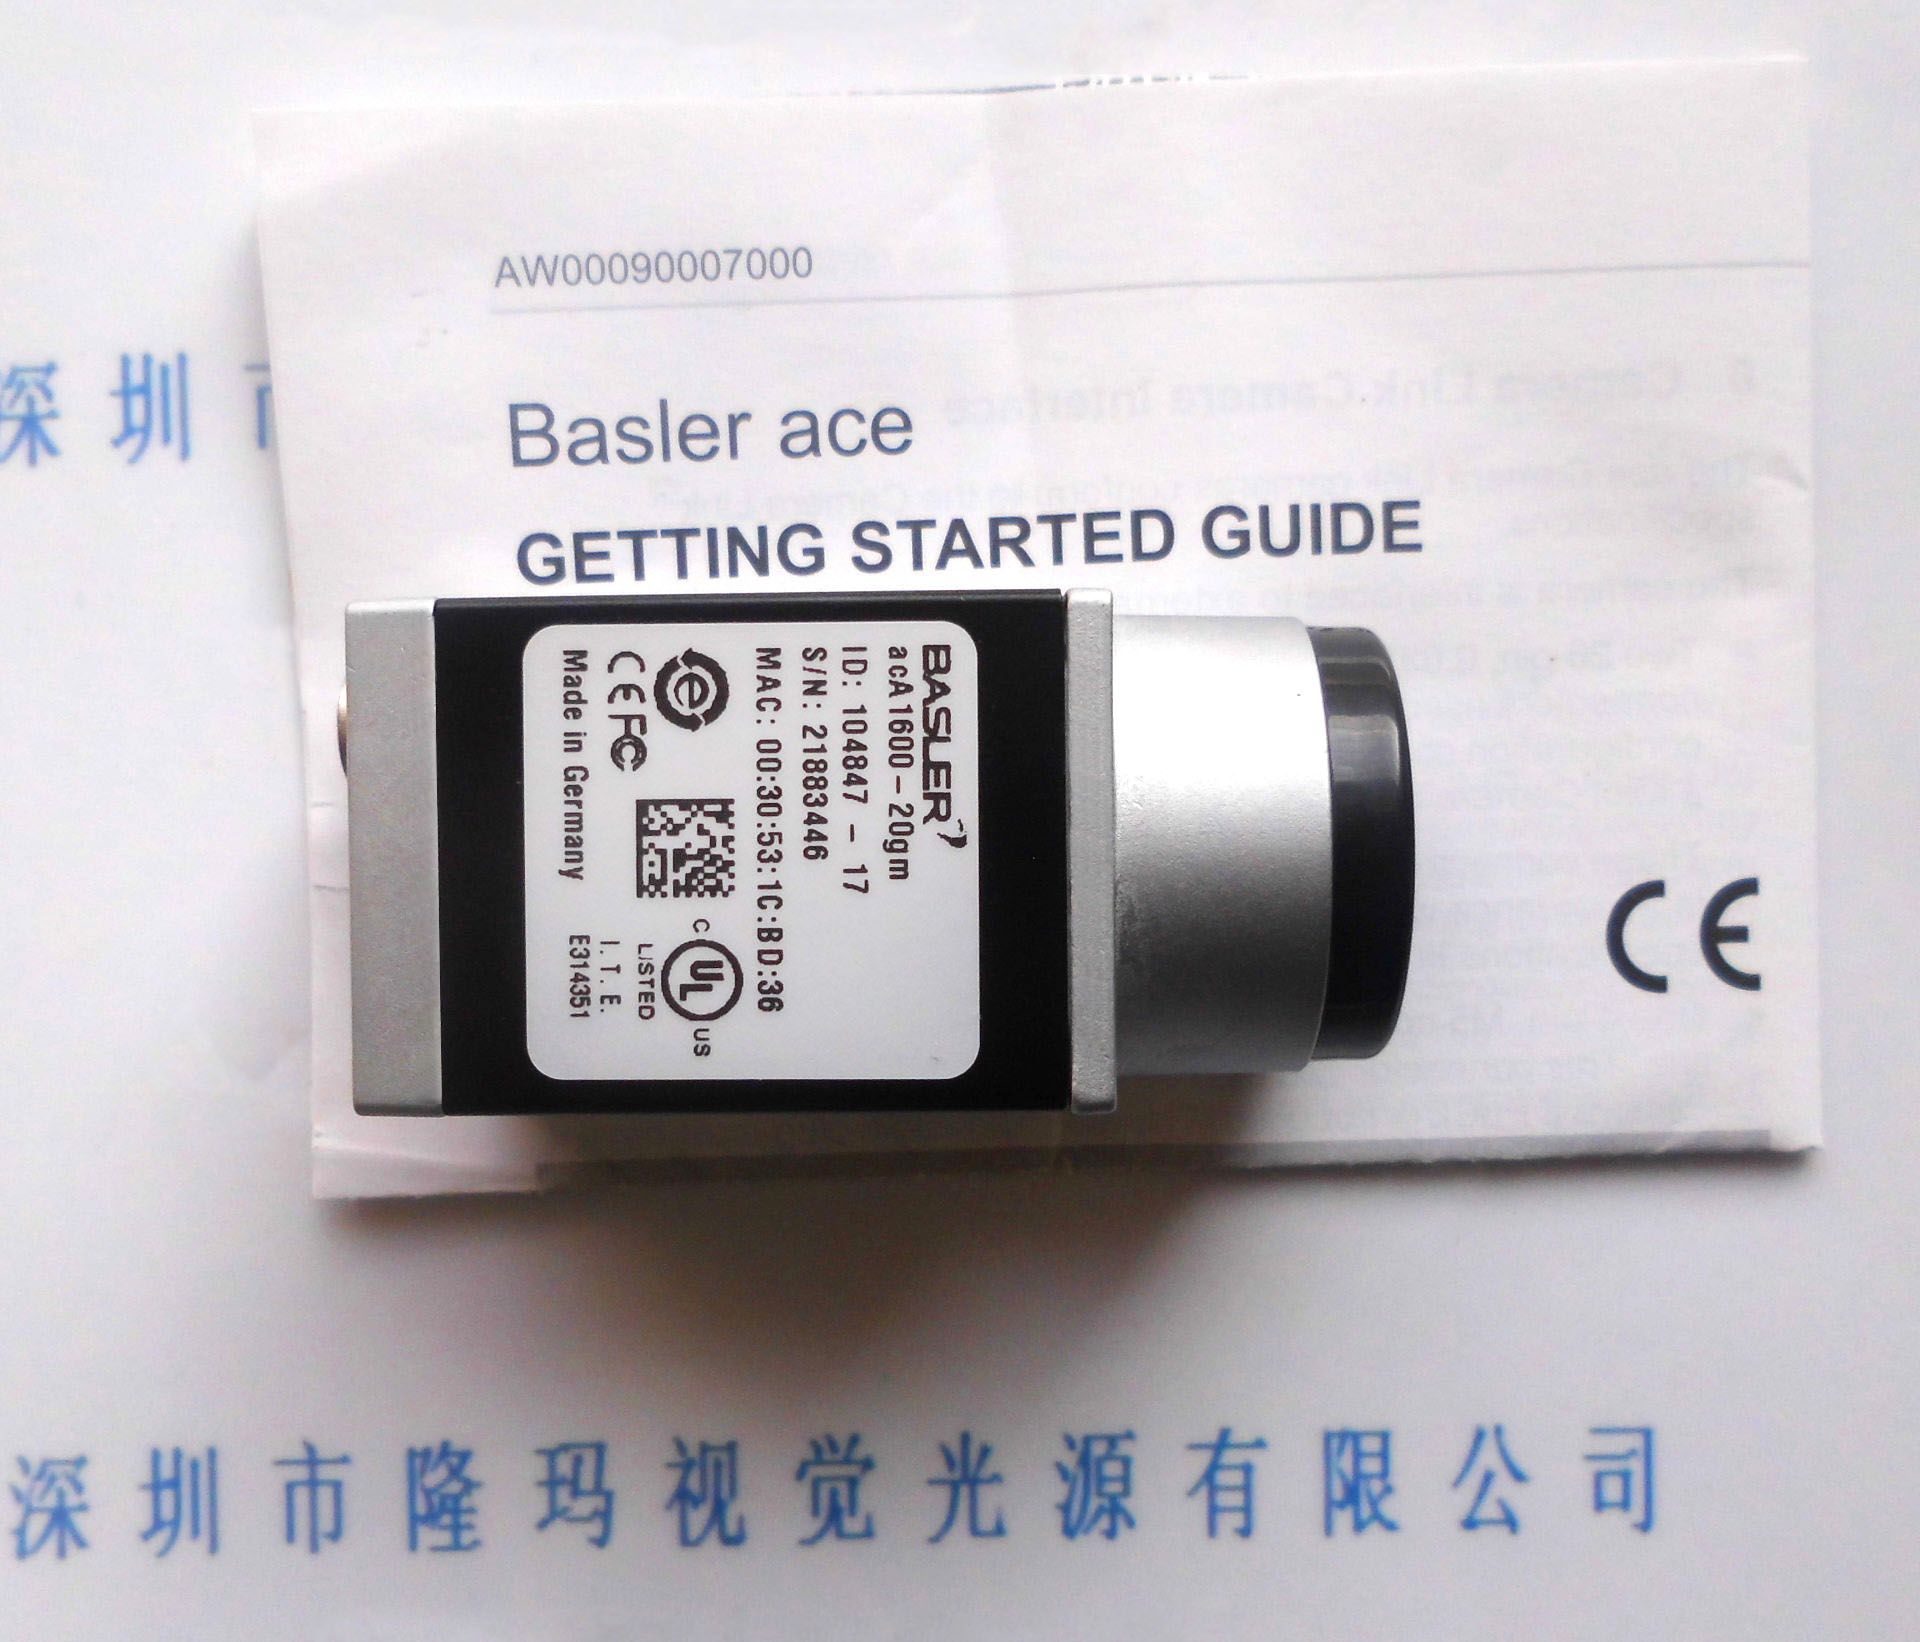 AW00090007000
深圳市
Basler ace
GETTING STARTED GUIDE
BASLER
acA1600-20gm
ID: 104847 - 17
S/N: 21883446
MAC: 00:30:53:1C:BD:36
e
CE FC
Made in Germany
C UL US
LISTED
I. T. E.
E314351
CE
深圳市隆玛视觉光源有限公司